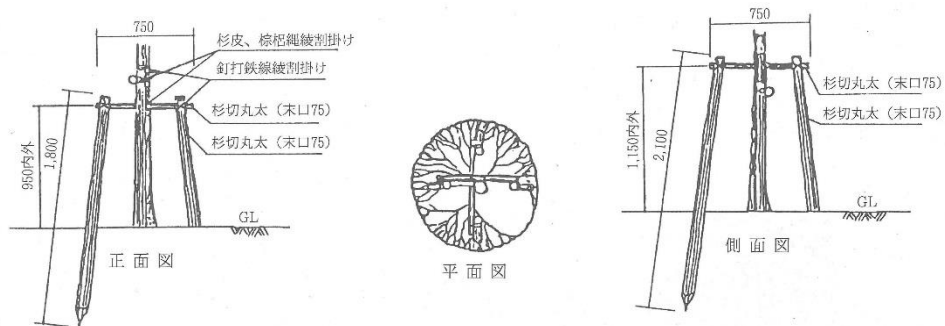 750
杉皮、棕梠縄綾割掛け
釘打鉄線綾割掛け
杉切丸太（末口75）
杉切丸太（末口75）
950内外
1,800
GL
正面図
平面図
750
杉切丸太（末口75）
杉切丸太（末口75）
1,150内外
2,100
GL
側面図